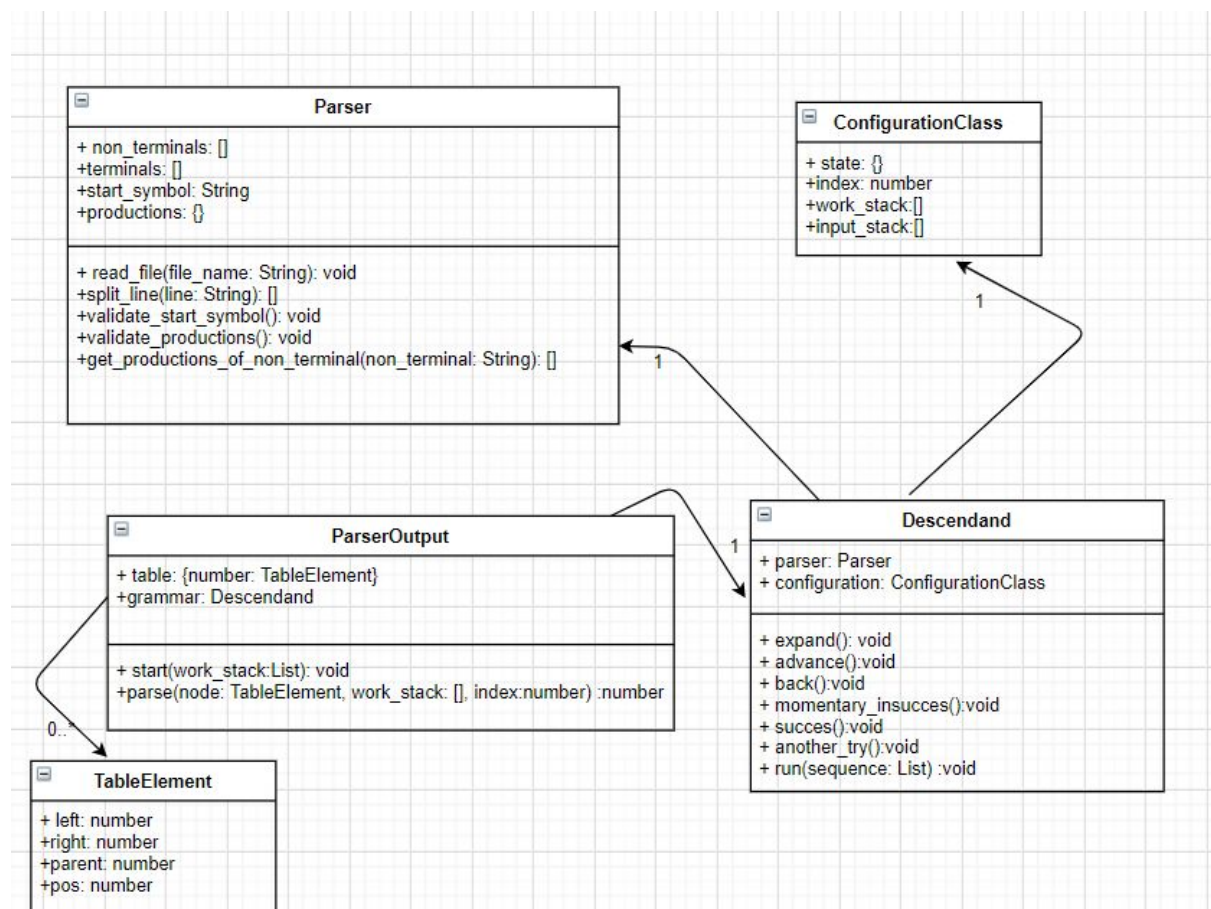 Parser
+ non_terminals: []
+terminals: []
+start_symbol: String
+productions: {}
+ read_file(file_name: String): void
+split_line(line: String): []
+validate_start_symbol(): void
+validate_productions(): void
+get_productions_of_non_terminal(non_terminal: String): []
ConfigurationClass
+ state: {}
+index: number
+work_stack:[]
+input_stack:[]
1
1
ParserOutput
+ table: {number: TableElement}
+grammar: Descendand
+ start(work_stack:List): void
+parse(node: TableElement, work_stack: [], index:number) :number
1
Descendand
+ parser: Parser
+ configuration: ConfigurationClass
+ expand(): void
+ advance():void
+ back():void
+ momentary_insucces():void
+ succes():void
+ another_try():void
+ run(sequence: List) :void
0..*
TableElement
+ left: number
+right: number
+parent: number
+pos: number